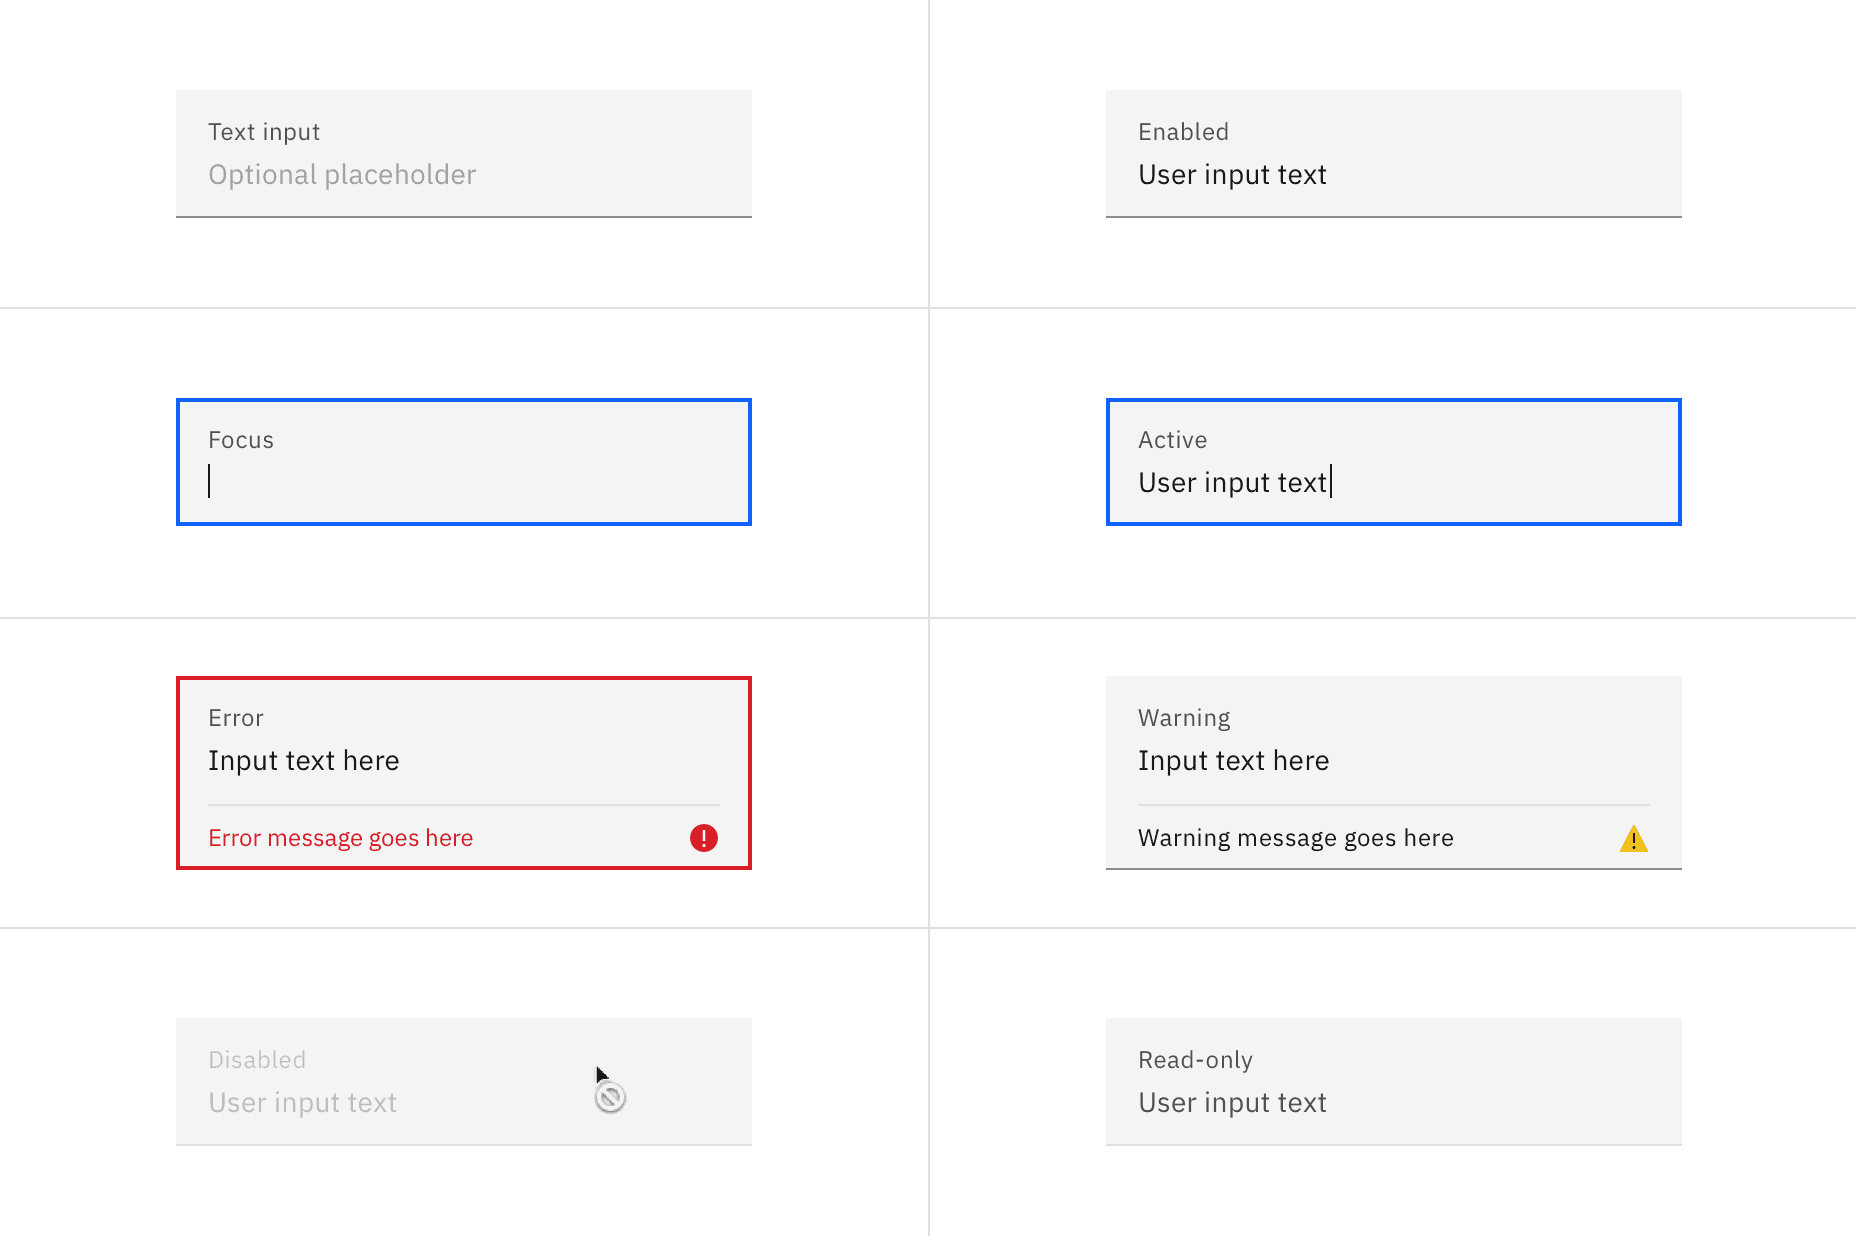 Text input
Optional placeholder
Enabled
User input text
Focus
Active
User input text
Error
Input text here
Error message goes here
Warning
Input text here
Warning message goes here
Disabled
User input text
Read-only
User input text